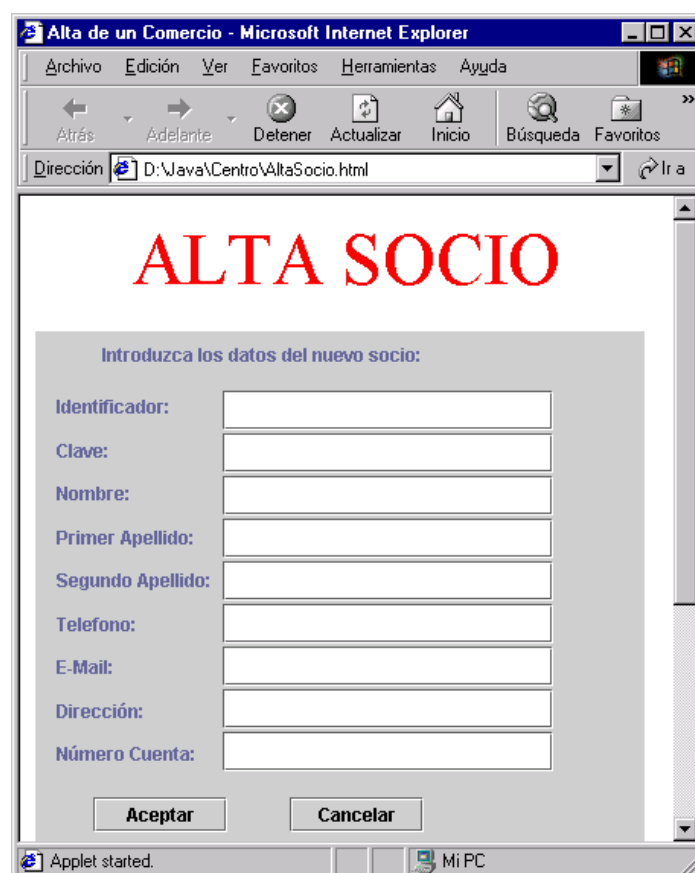 Alta de un Comercio - Microsoft Internet Explorer
Archivo Edición Ver Favoritos Herramientas Ayuda
Atrás Adelante Detener Actualizar Inicio Búsqueda Favoritos »
Dirección D:\Java\Centro\AltaSocio.html Ir a
ALTA SOCIO
Introduzca los datos del nuevo socio:
Identificador:
Clave:
Nombre:
Primer Apellido:
Segundo Apellido:
Telefono:
E-Mail:
Dirección:
Número Cuenta:
Aceptar Cancelar
Applet started. Mi PC